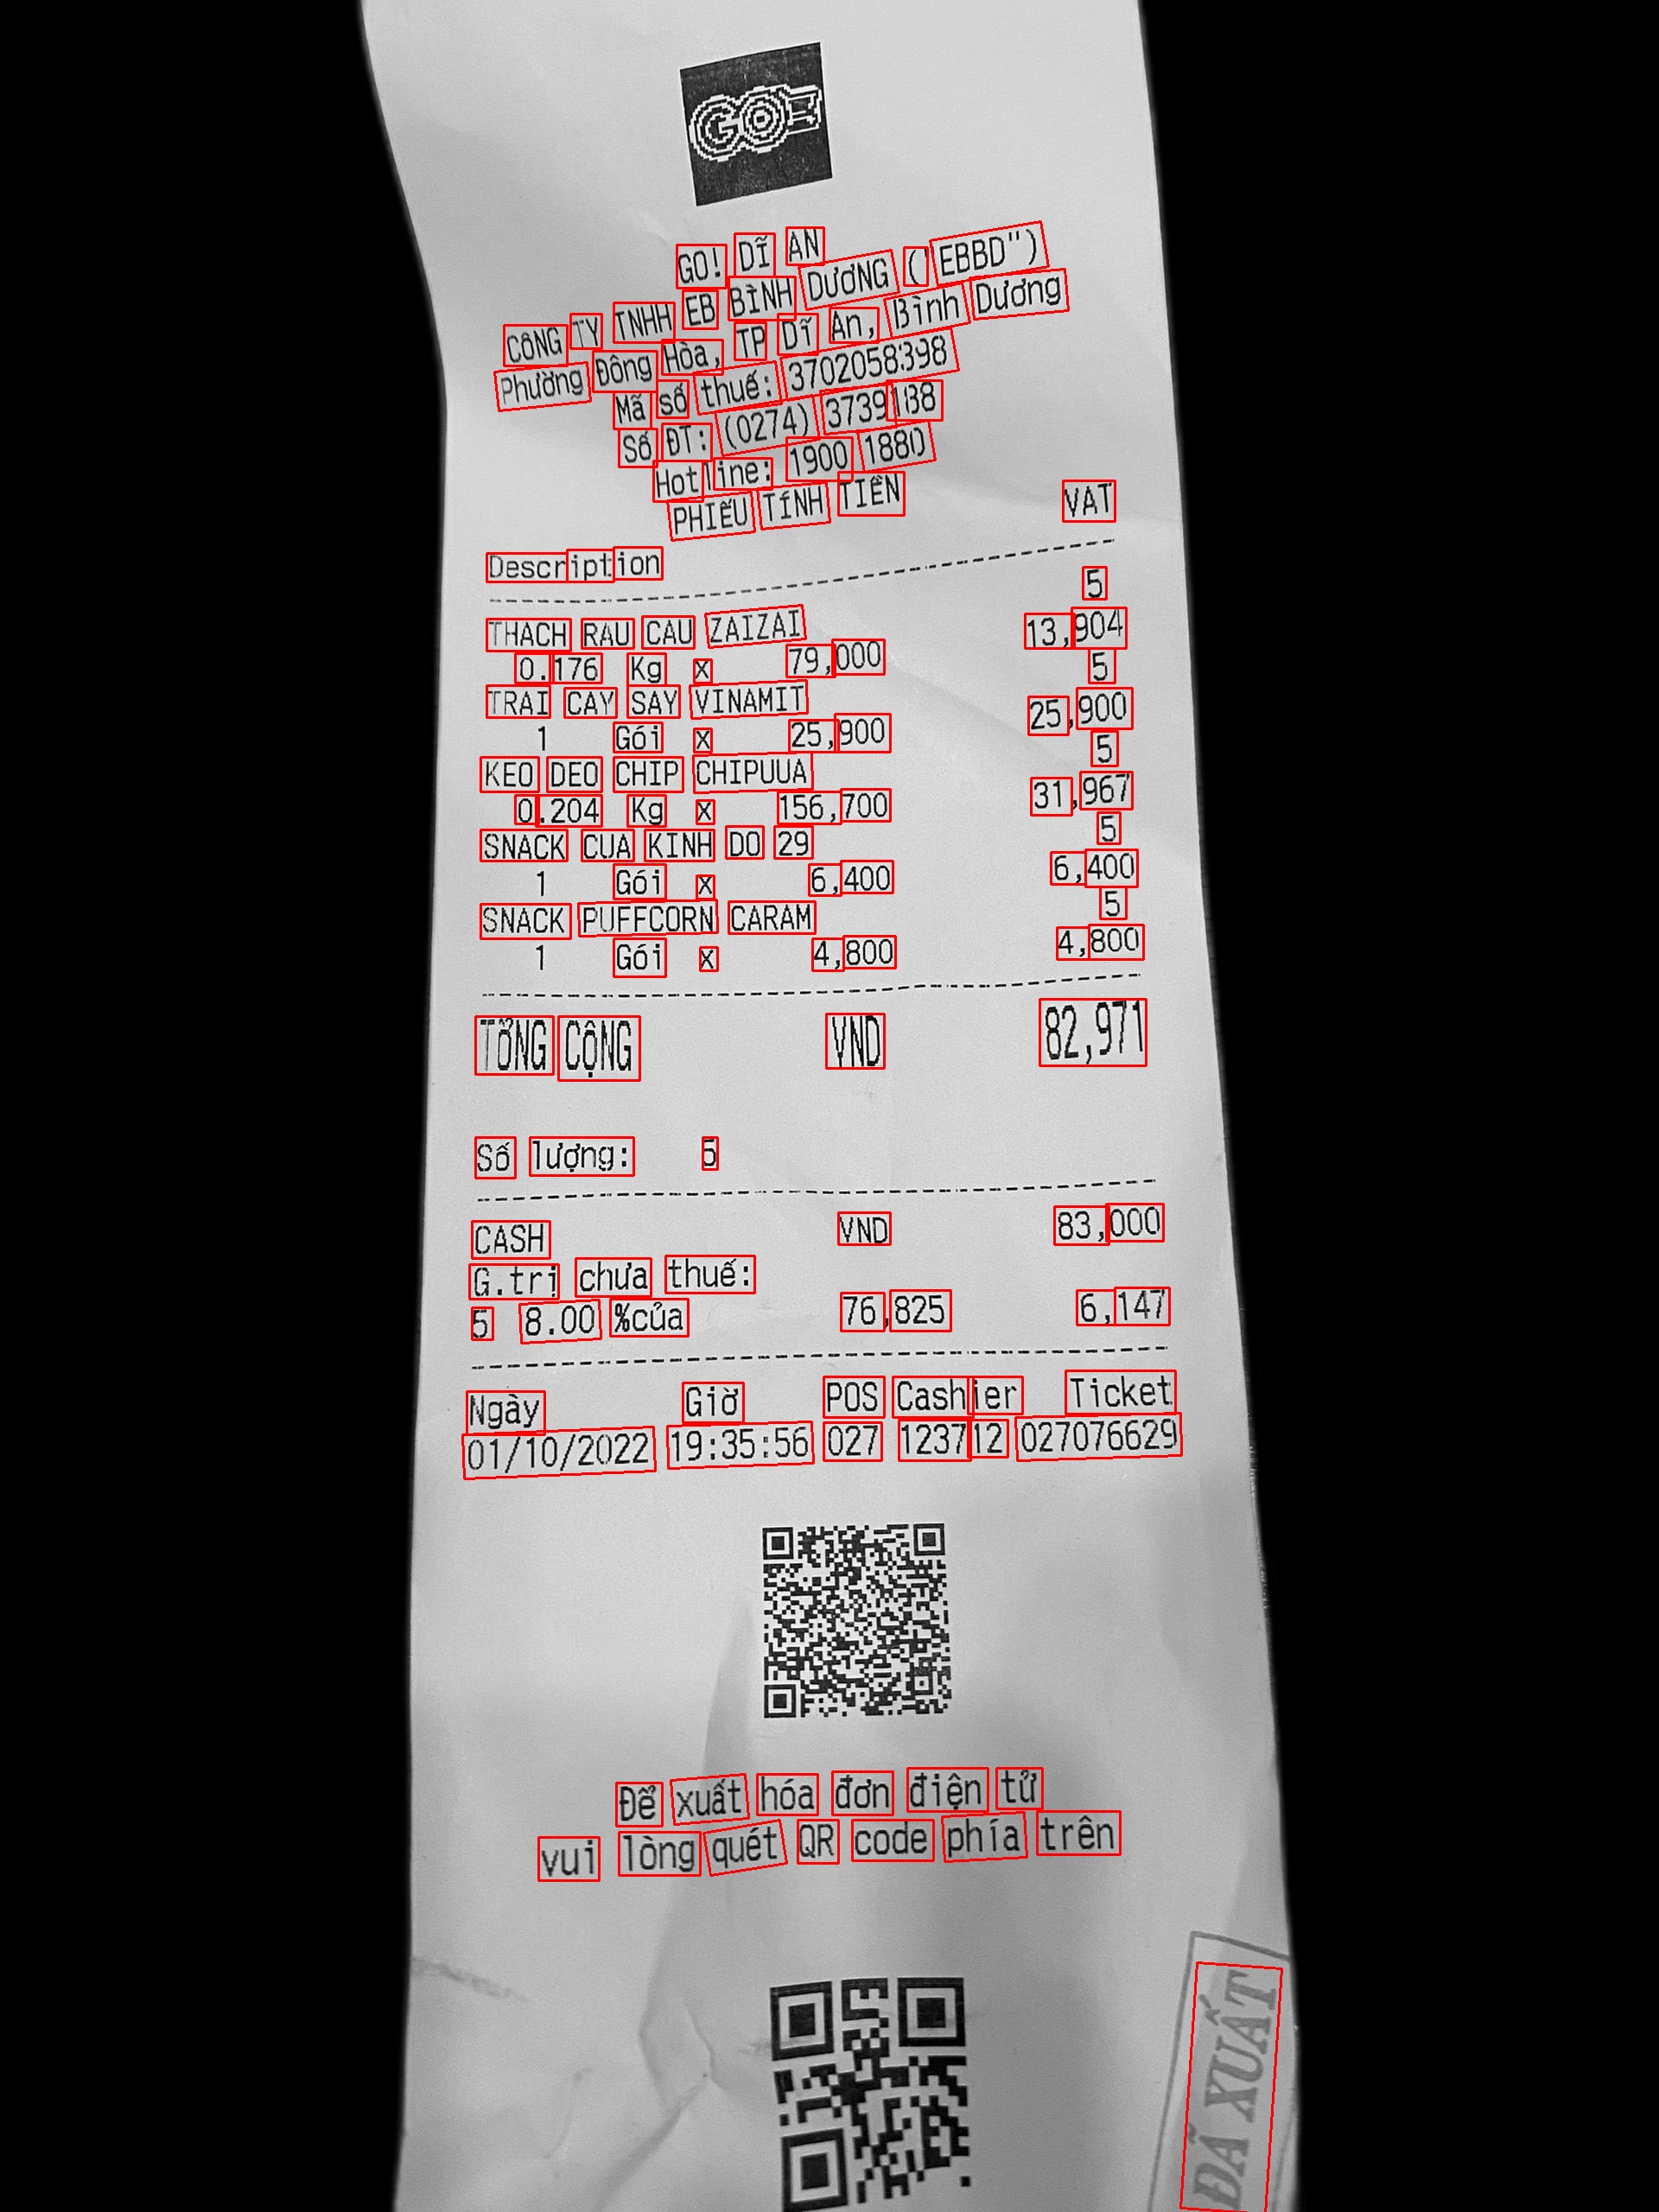 GO!
GO! DĨ AN
CÔNG TY TNHH EB BÌNH DƯƠNG ("EBBD")
Phường Đông Hòa, TP Dĩ An, Bình Dương
Mã số thuế: 3702058398
Số ĐT: (0274) 3739188
Hotline: 1900 1880
PHIẾU TÍNH TIỀN
Description VAT
THACH RAU CAU ZAIZAI 5
0.176 Kg x 79,000 13,904
TRAI CAY SAY VINAMIT 5
1 Gói x 25,900 25,900
KEO DEO CHIP CHIPUUA 5
0.204 Kg x 156,700 31,967
SNACK CUA KINH DO 29 5
1 Gói x 6,400 6,400
SNACK PUFFCORN CARAM 5
1 Gói x 4,800 4,800
TỔNG CỘNG VND 82,971
Số lượng: 5
CASH VND 83,000
G.trị chưa thuế:
5 8.00 %của 76,825 6,147
Ngày Giờ POS Cashier Ticket
01/10/2022 19:35:56 027 123712 027076629
Để xuất hóa đơn điện tử
vui lòng quét QR code phía trên
ĐÃ XUẤT